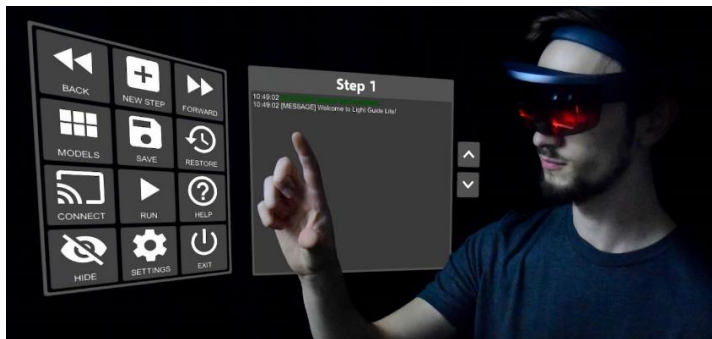 BACK
NEW STEP
FORWARD
MODELS
SAVE
RESTORE
CONNECT
RUN
HELP
HIDE
SETTINGS
EXIT
Step 1
10:49:02
10:49:02 [MESSAGE] Welcome to Light Guide Lite!